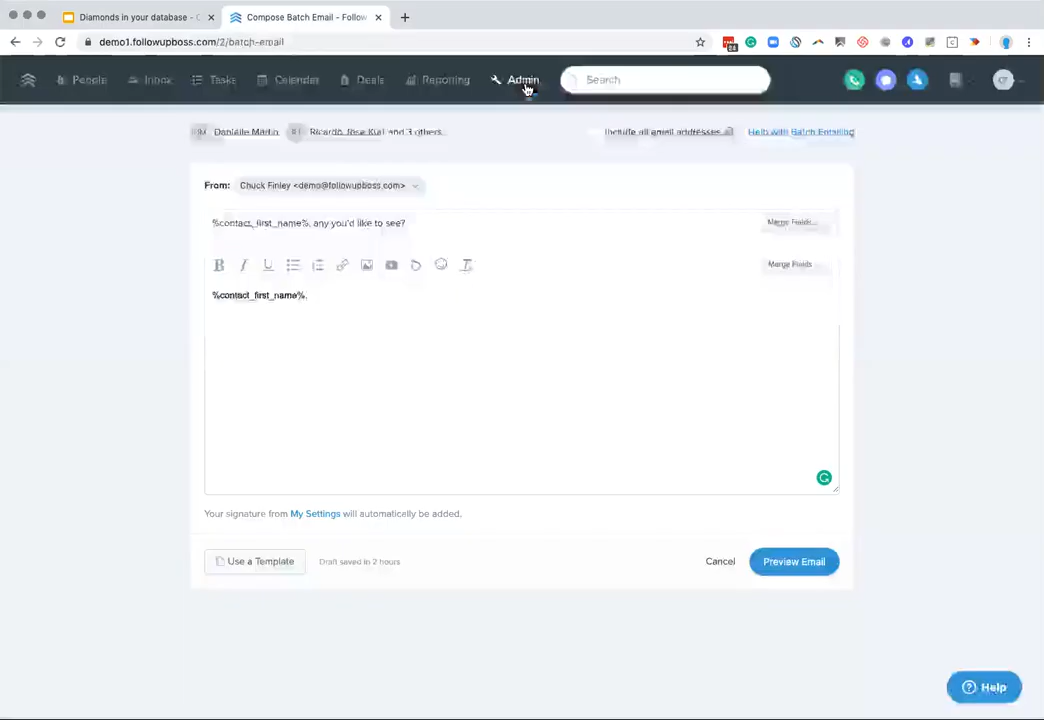 Diamonds in your database - G
Compose Batch Email - Follow
demo1.followupboss.com/2/batch-email
24
People
Inbox
Tasks
Calendar
Deals
Reporting
Admin
Search
CF
Danielle Martin
Ricardo, Jose Kiel and 3 others.
Include all email addresses
Help with Batch Emailing
From: Chuck Finley <demo@followupboss.com>
%contact_first_name%, any you'd like to see?
Merge Fields...
B I U
Merge Fields...
%contact_first_name%,
Your signature from My Settings will automatically be added.
Use a Template
Draft saved in 2 hours
Cancel
Preview Email
Help